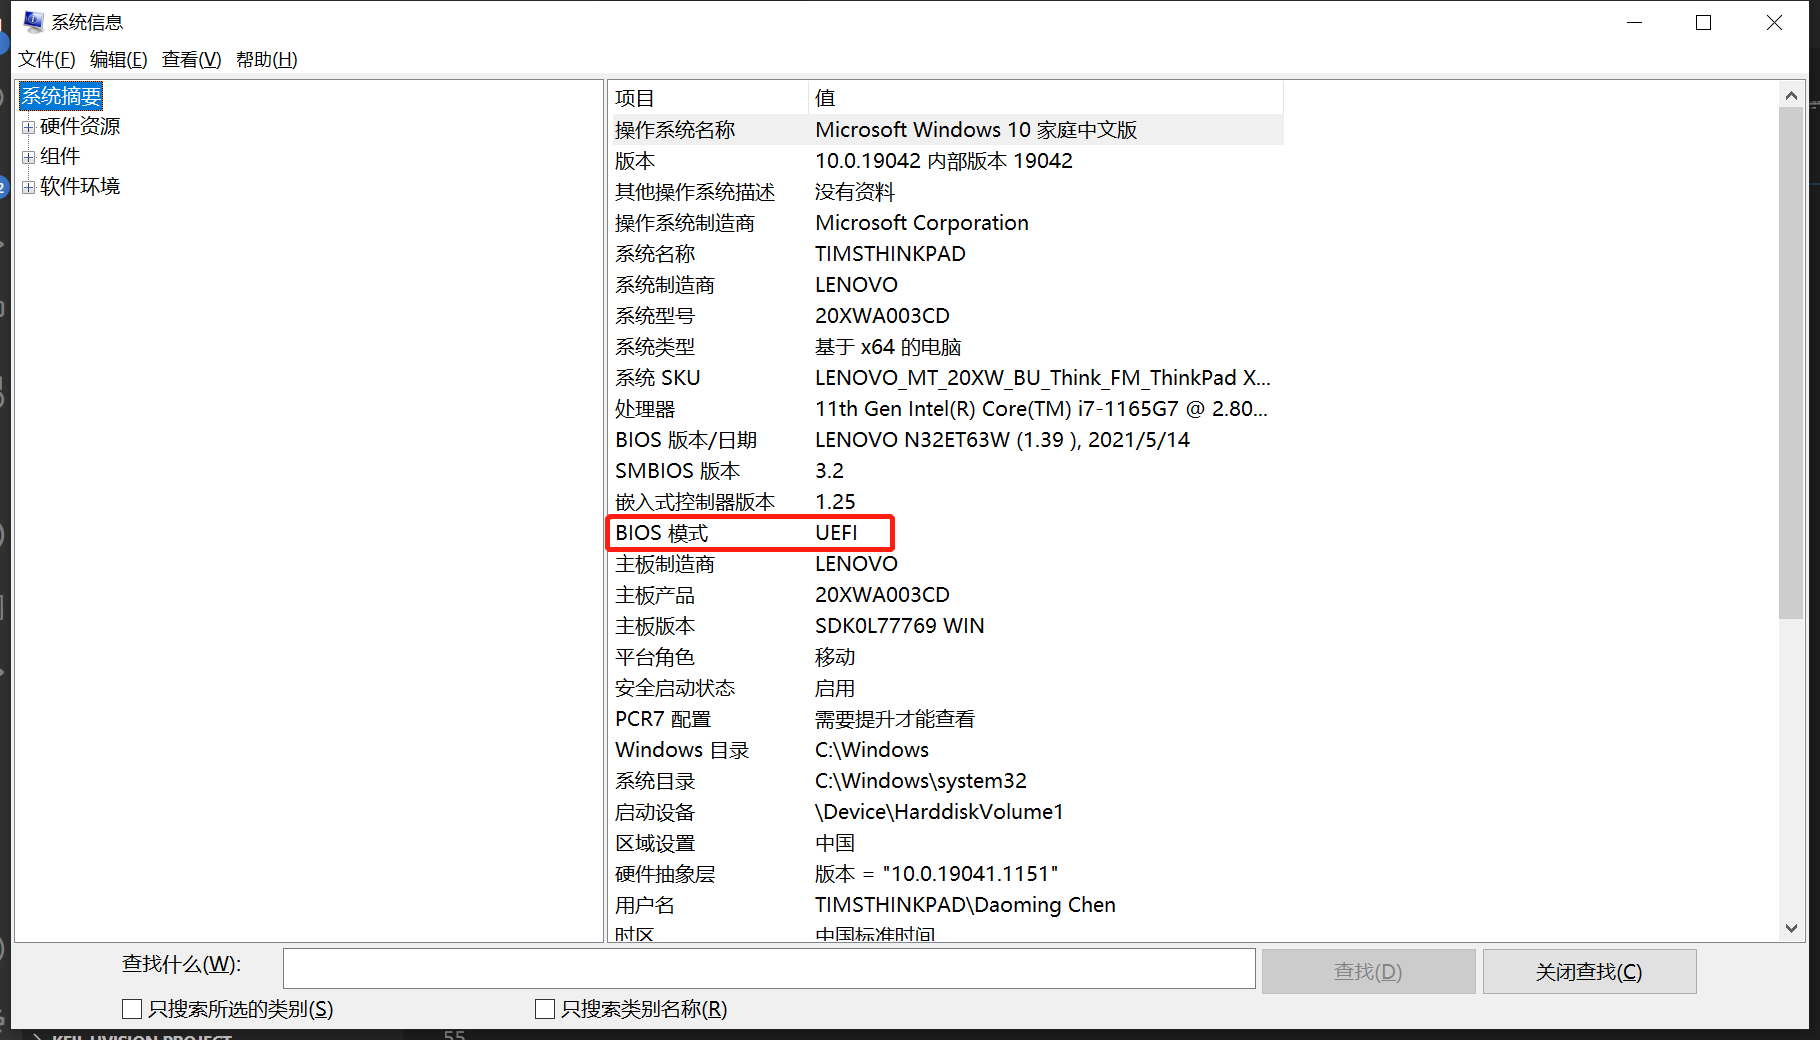 系统信息
文件(F) 编辑(E) 查看(V) 帮助(H)
系统摘要
硬件资源
组件
软件环境
项目 值
操作系统名称 Microsoft Windows 10 家庭中文版
版本 10.0.19042 内部版本 19042
其他操作系统描述 没有资料
操作系统制造商 Microsoft Corporation
系统名称 TIMSTHINKPAD
系统制造商 LENOVO
系统型号 20XWA003CD
系统类型 基于 x64 的电脑
系统 SKU LENOVO_MT_20XW_BU_Think_FM_ThinkPad X...
处理器 11th Gen Intel(R) Core(TM) i7-1165G7 @ 2.80...
BIOS 版本/日期 LENOVO N32ET63W (1.39 ), 2021/5/14
SMBIOS 版本 3.2
嵌入式控制器版本 1.25
BIOS 模式 UEFI
主板制造商 LENOVO
主板产品 20XWA003CD
主板版本 SDK0L77769 WIN
平台角色 移动
安全启动状态 启用
PCR7 配置 需要提升才能查看
Windows 目录 C:\Windows
系统目录 C:\Windows\system32
启动设备 \Device\HarddiskVolume1
区域设置 中国
硬件抽象层 版本 = "10.0.19041.1151"
用户名 TIMSTHINKPAD\Daoming Chen
时区 中国标准时间
查找什么(W): 查找(D) 关闭查找(C)
只搜索所选的类别(S) 只搜索类别名称(R)
KEIL UVISION PROJECT 55